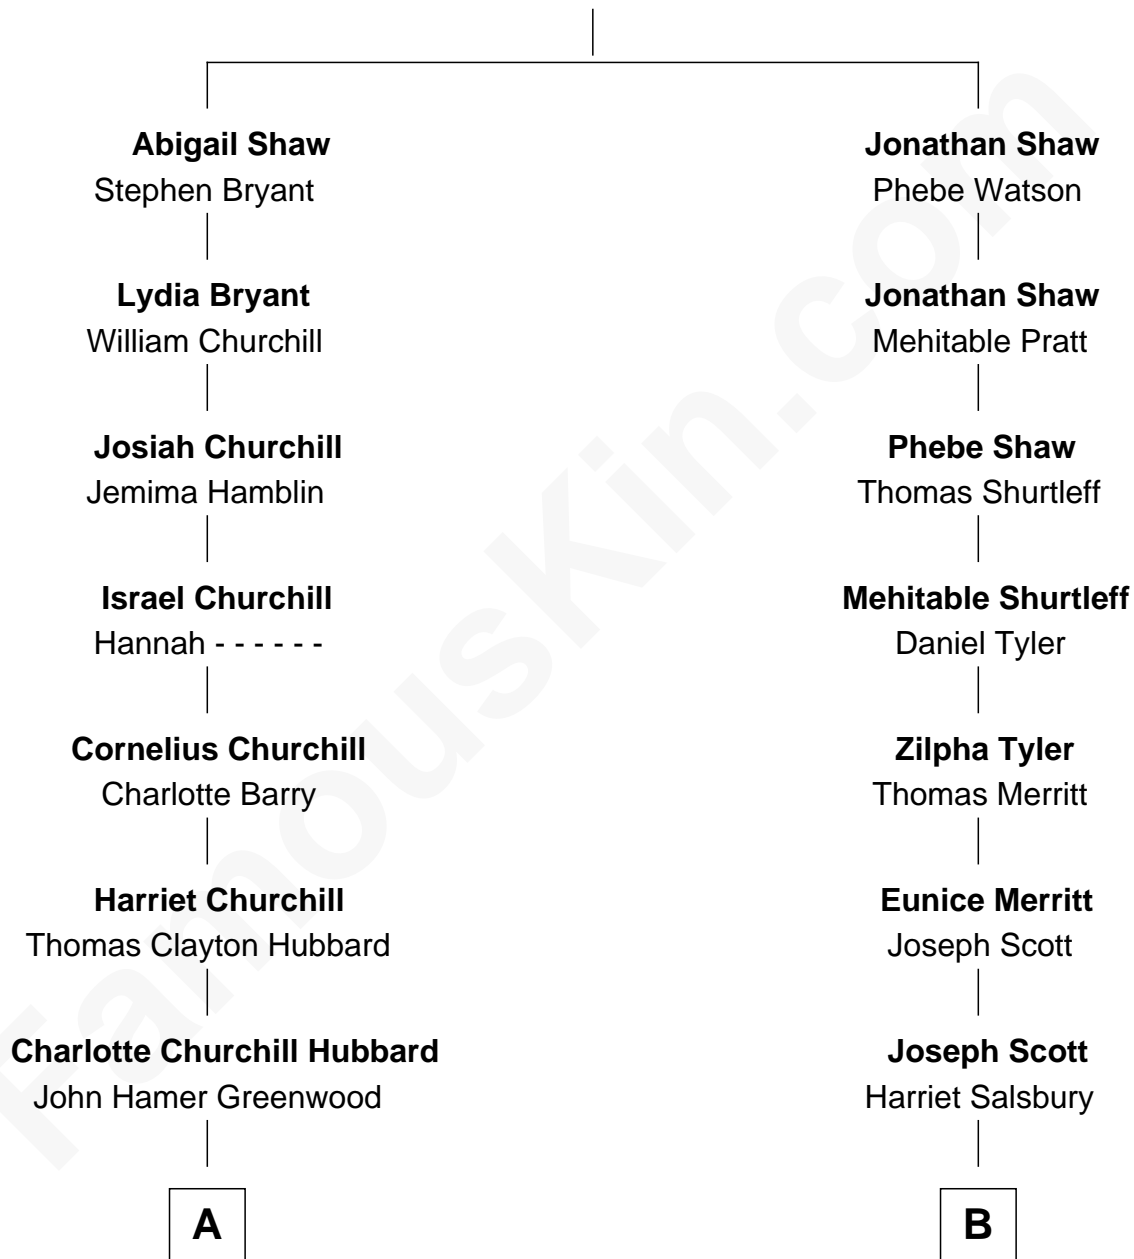 Abigail Shaw
Stephen Bryant
Lydia Bryant
William Churchill
Josiah Churchill
Jemima Hamblin
Israel Churchill
Hannah - - - - - -
Cornelius Churchill
Charlotte Barry
Harriet Churchill
Thomas Clayton Hubbard
Charlotte Churchill Hubbard
John Hamer Greenwood
A
Jonathan Shaw
Phebe Watson
Jonathan Shaw
Mehitable Pratt
Phebe Shaw
Thomas Shurtleff
Mehitable Shurtleff
Daniel Tyler
Zilpha Tyler
Thomas Merritt
Eunice Merritt
Joseph Scott
Joseph Scott
Harriet Salsbury
B
FamousKin.com